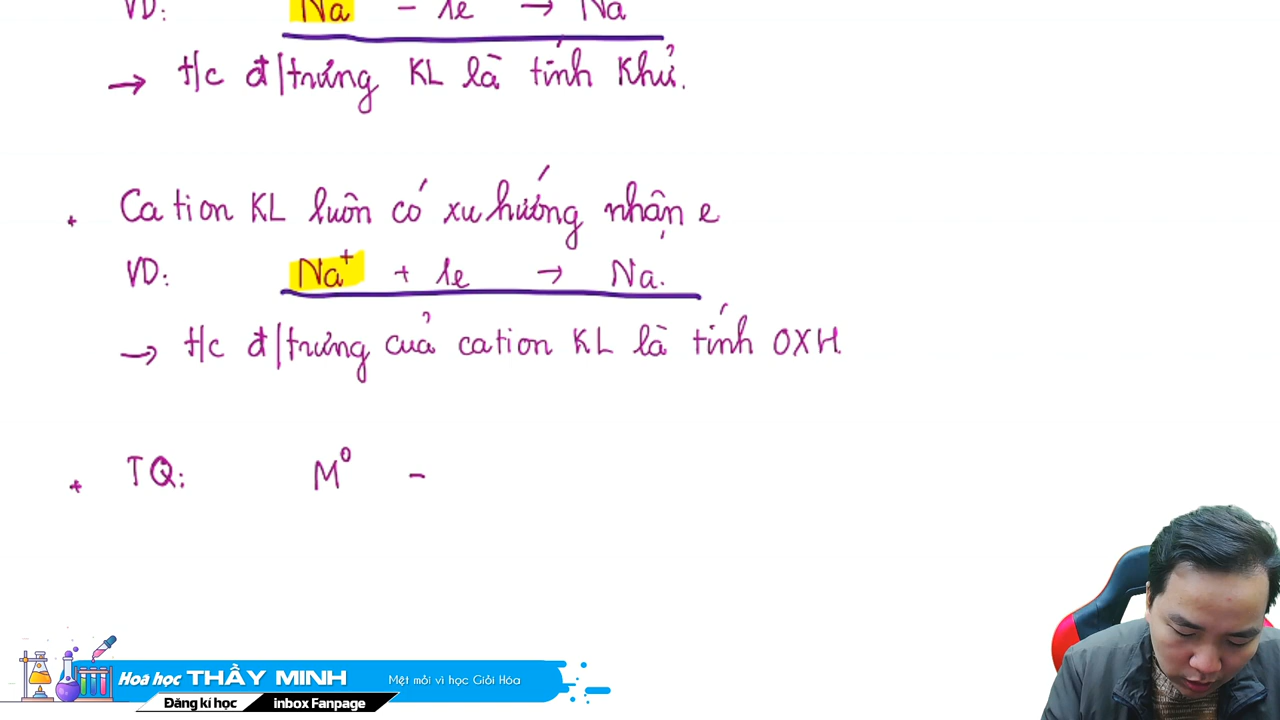 VD: Na - 1e → Na
→ t/c đ/trưng KL là tính Khử.
+ Cation KL luôn có xu hướng nhận e
VD: Na⁺ + 1e → Na.
→ t/c đ/trưng của cation KL là tính OXH.
+ TQ: M⁰ -
Hoá học THẦY MINH
Mệt mỏi vì học Giỏi Hóa
Đăng kí học inbox Fanpage